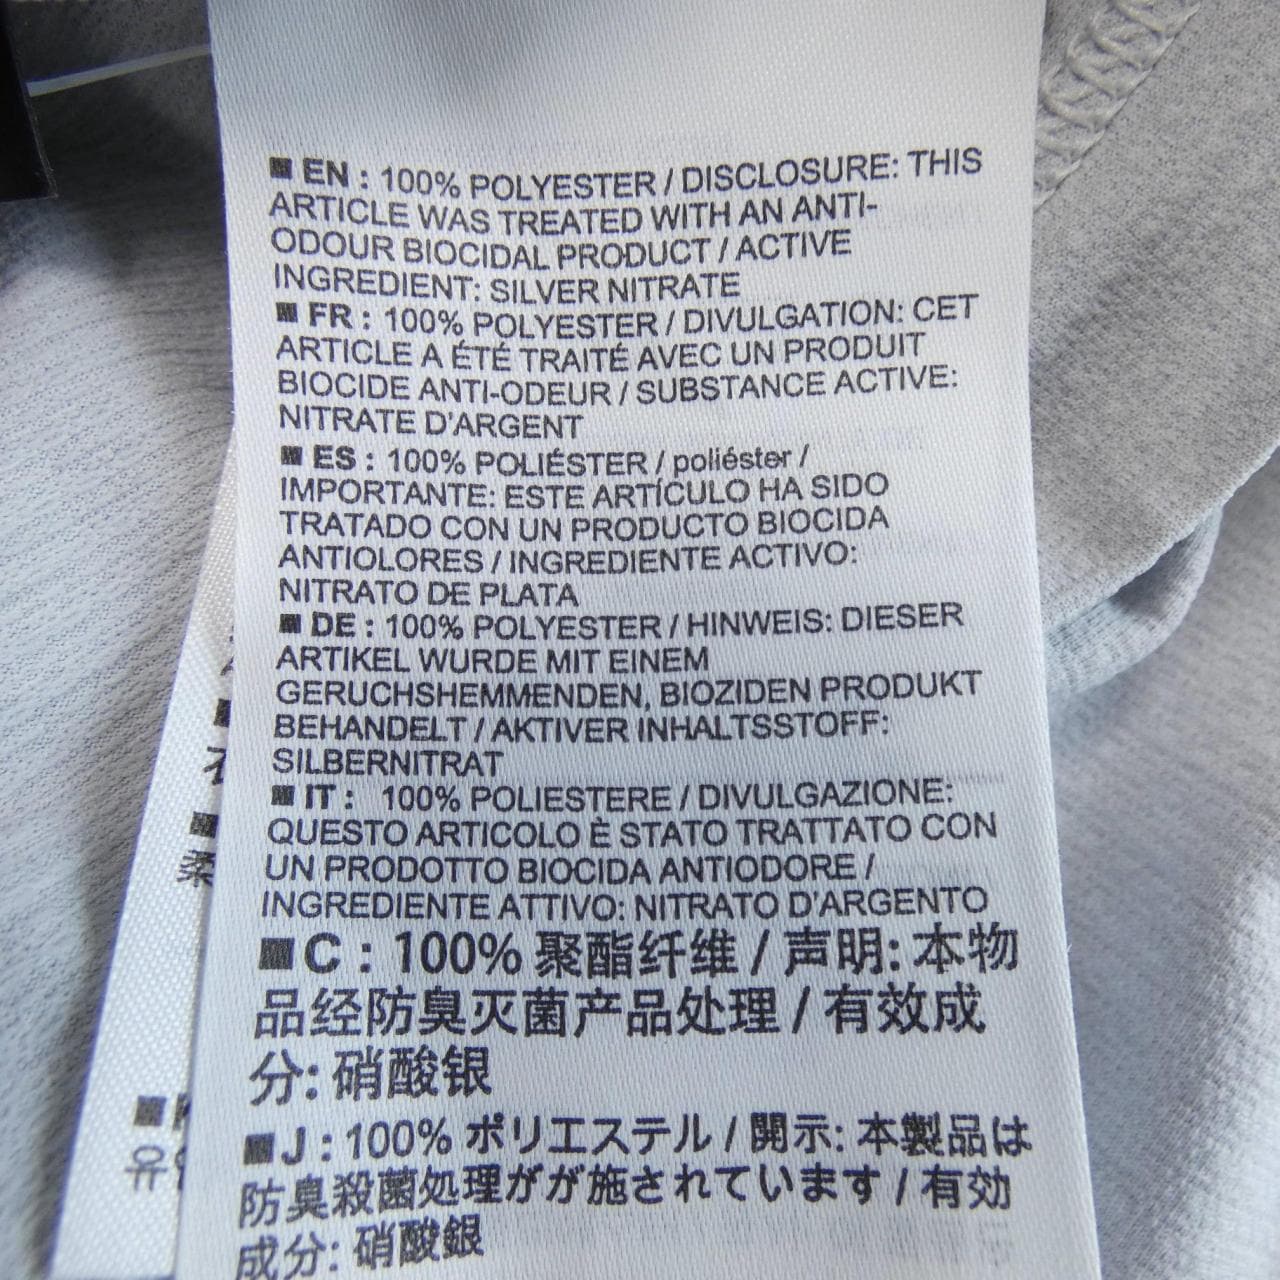 ■ EN : 100% POLYESTER / DISCLOSURE: THIS
ARTICLE WAS TREATED WITH AN ANTI-
ODOUR BIOCIDAL PRODUCT / ACTIVE
INGREDIENT: SILVER NITRATE
■ FR : 100% POLYESTER / DIVULGATION: CET
ARTICLE A ÉTÉ TRAITÉ AVEC UN PRODUIT
BIOCIDE ANTI-ODEUR / SUBSTANCE ACTIVE:
NITRATE D'ARGENT
■ ES : 100% POLIÉSTER / poliéster /
IMPORTANTE: ESTE ARTÍCULO HA SIDO
TRATADO CON UN PRODUCTO BIOCIDA
ANTIOLORES / INGREDIENTE ACTIVO:
NITRATO DE PLATA
■ DE : 100% POLYESTER / HINWEIS: DIESER
ARTIKEL WURDE MIT EINEM
GERUCHSHEMMENDEN, BIOZIDEN PRODUKT
BEHANDELT / AKTIVER INHALTSSTOFF:
SILBERNITRAT
■ IT : 100% POLIESTERE / DIVULGAZIONE:
QUESTO ARTICOLO È STATO TRATTATO CON
UN PRODOTTO BIOCIDA ANTIODORE /
INGREDIENTE ATTIVO: NITRATO D'ARGENTO
■ C : 100% 聚酯纤维 / 声明: 本物
品经防臭灭菌产品处理 / 有效成
分: 硝酸银
■ J : 100% ポリエステル / 開示: 本製品は
防臭殺菌処理がが施されています / 有効
成分: 硝酸銀
柔
유